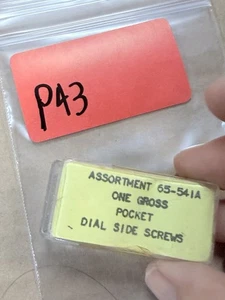 P43
ASSORTMENT 65-541A
ONE GROSS
POCKET
DIAL SIDE SCREWS